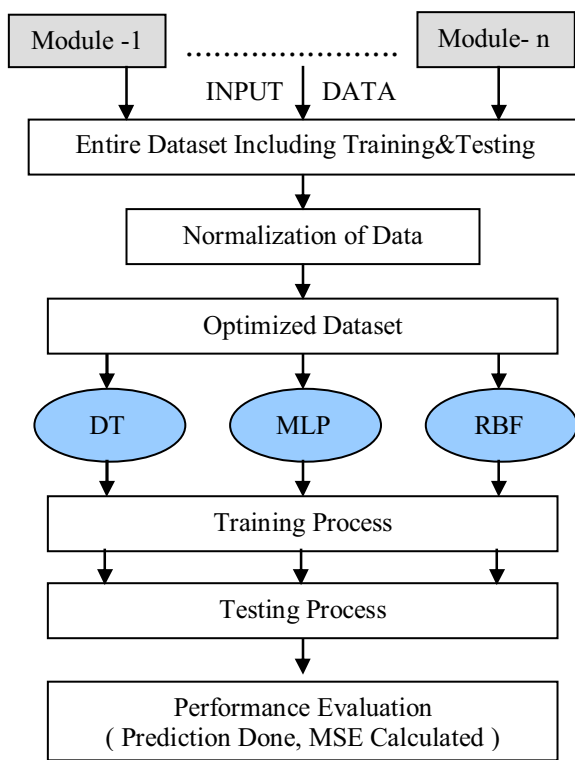 Module -1
....................
Module- n
INPUT DATA
Entire Dataset Including Training&Testing
Normalization of Data
Optimized Dataset
DT
MLP
RBF
Training Process
Testing Process
Performance Evaluation
( Prediction Done, MSE Calculated )